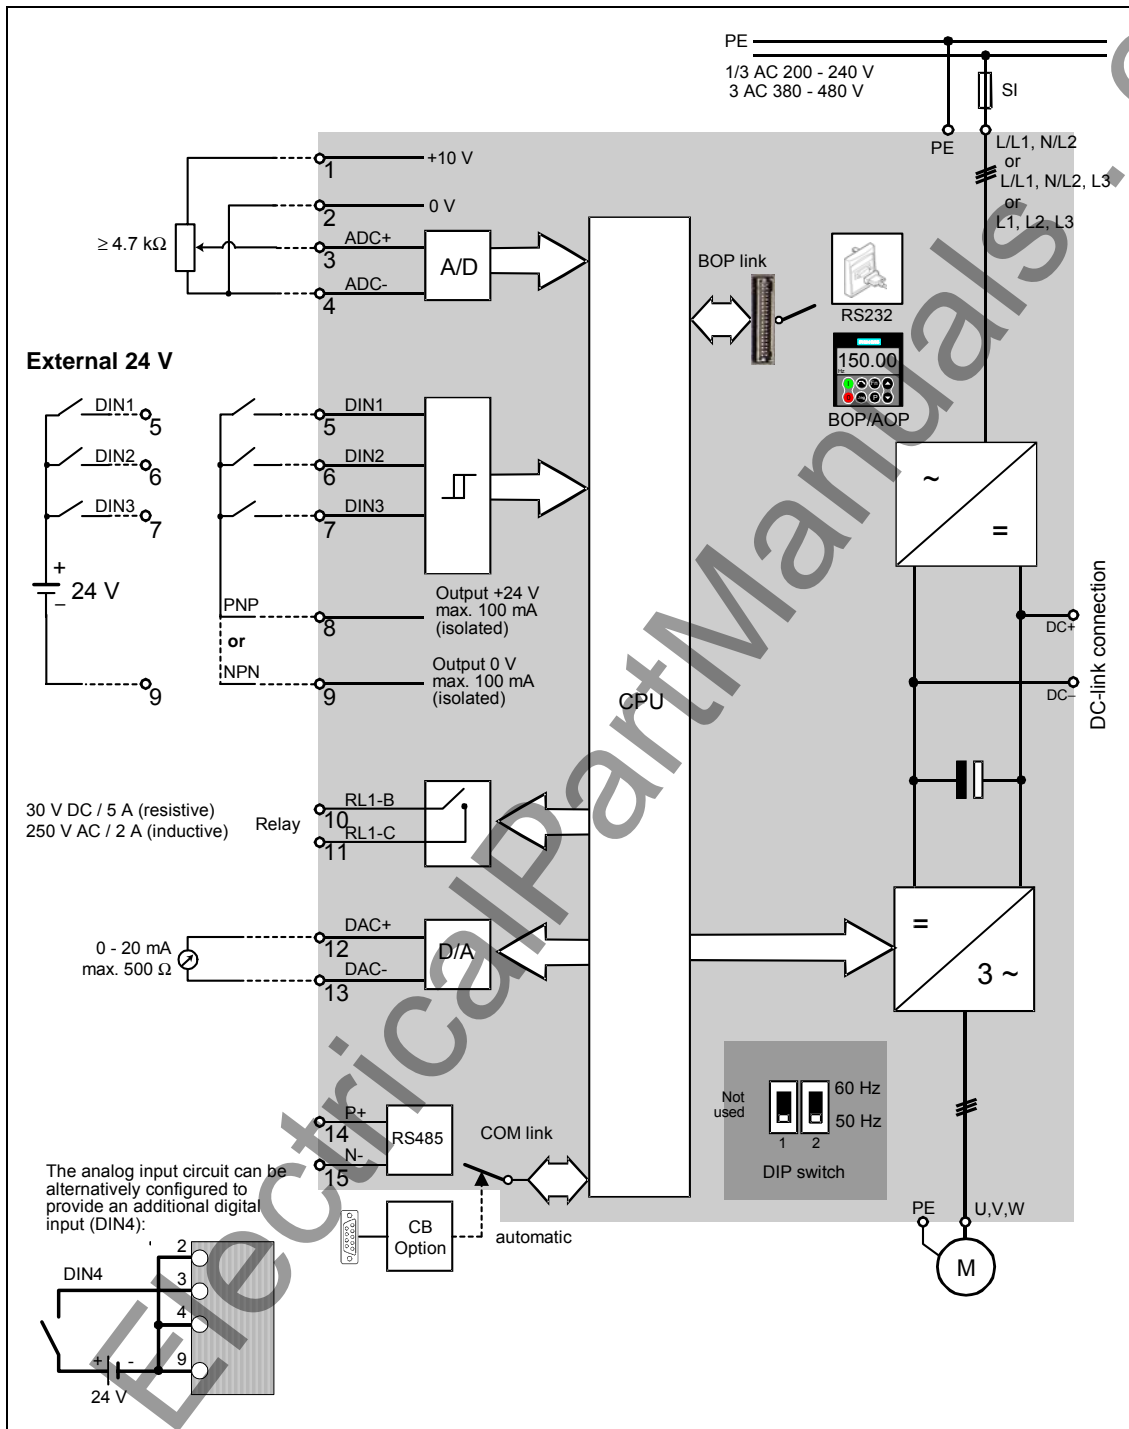 PE
1/3 AC 200 - 240 V
3 AC 380 - 480 V
SI
PE
L/L1, N/L2
or
L/L1, N/L2, L3
or
L1, L2, L3
1
+10 V
2
0 V
≥ 4.7 kΩ
3
ADC+
4
ADC-
A/D
BOP link
RS232
150.00
Hz
BOP/AOP
External 24 V
DIN1
5
DIN2
6
DIN3
7
+
24 V
–
9
5
DIN1
6
DIN2
7
DIN3
PNP
8
Output +24 V
max. 100 mA
(isolated)
or
NPN
9
Output 0 V
max. 100 mA
(isolated)
CPU
~
=
DC+
DC–
DC-link connection
30 V DC / 5 A (resistive)
250 V AC / 2 A (inductive)
Relay
RL1-B
10
RL1-C
11
0 - 20 mA
max. 500 Ω
DAC+
12
DAC-
13
D/A
=
3 ~
Not
used
60 Hz
50 Hz
1 2
DIP switch
P+
14
N-
15
RS485
COM link
CB
Option
automatic
PE
U,V,W
M
The analog input circuit can be
alternatively configured to
provide an additional digital
input (DIN4):
DIN4
2
3
4
9
+ -
24 V
ElectricalPartManuals.